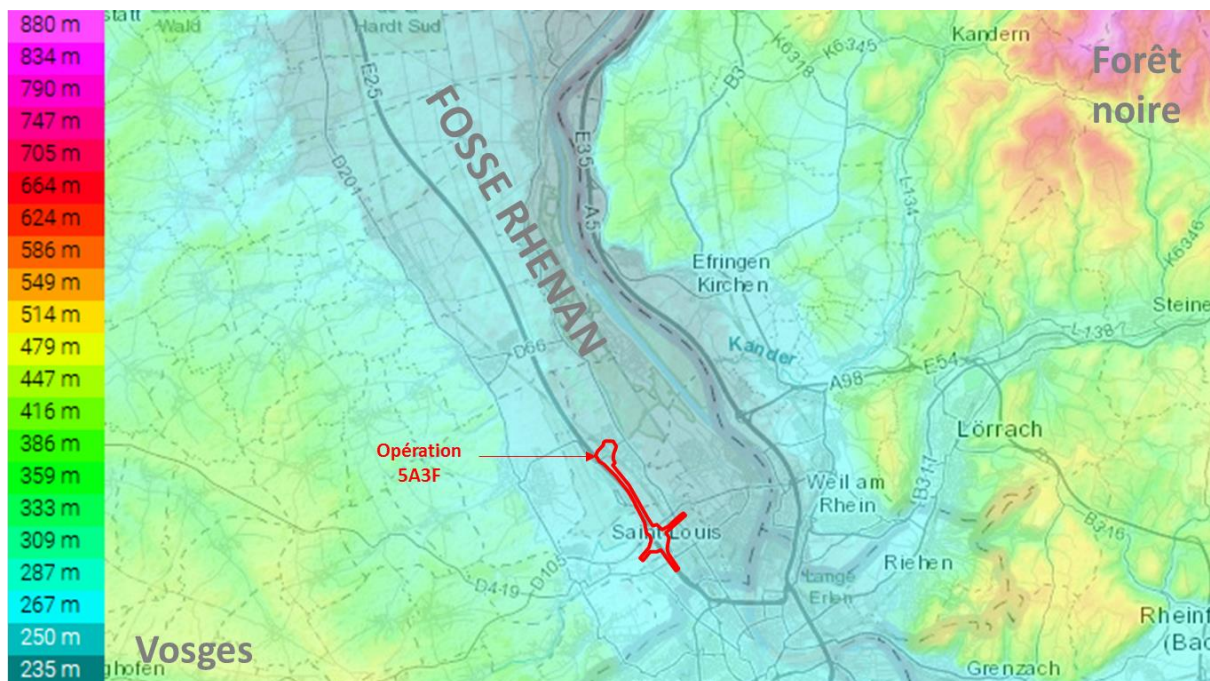 880 m
834 m
790 m
747 m
705 m
664 m
624 m
586 m
549 m
514 m
479 m
447 m
416 m
386 m
359 m
333 m
309 m
287 m
267 m
250 m
235 m
statt
Wald
Hardt Sud
E25
D201
FOSSE RHENAN
E35
A5
B3
K6318
K6345
Kandern
Forêt
noire
L134
K6346
Efringen
Kirchen
Kander
Steine
L138
E54
A98
D66
Opération
5A3F
Lörrach
Weil am
Rhein
B317
B316
Saint-Louis
Riehen
Lange
Erlen
D419
D105
Rheinf
(Bad
Grenzach
Vosges
ghofen